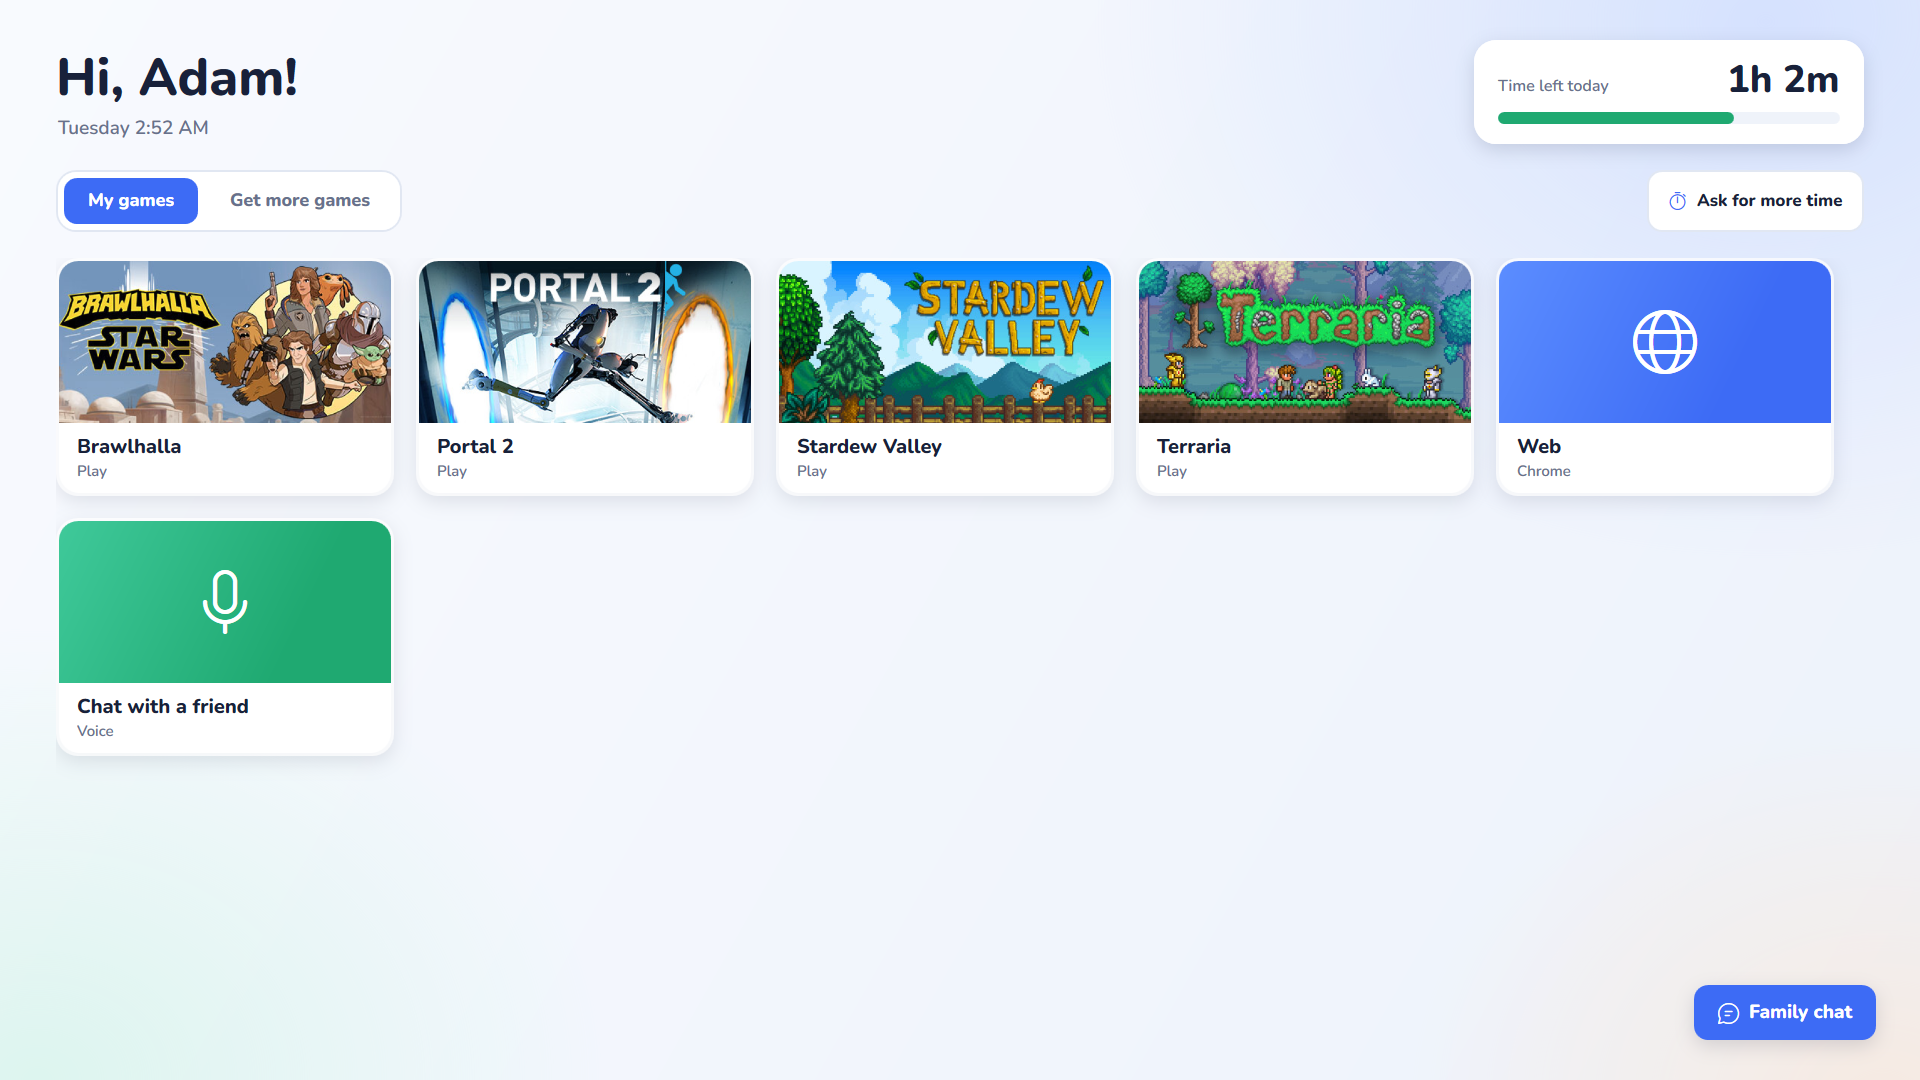 Hi, Adam!
Tuesday 2:52 AM
Time left today
1h 2m
My games
Get more games
Ask for more time
BRAWLHALLA
STAR
WARS
Brawlhalla
Play
PORTAL 2
Portal 2
Play
STARDEW
VALLEY
Stardew Valley
Play
Terraria
Terraria
Play
Web
Chrome
Chat with a friend
Voice
Family chat